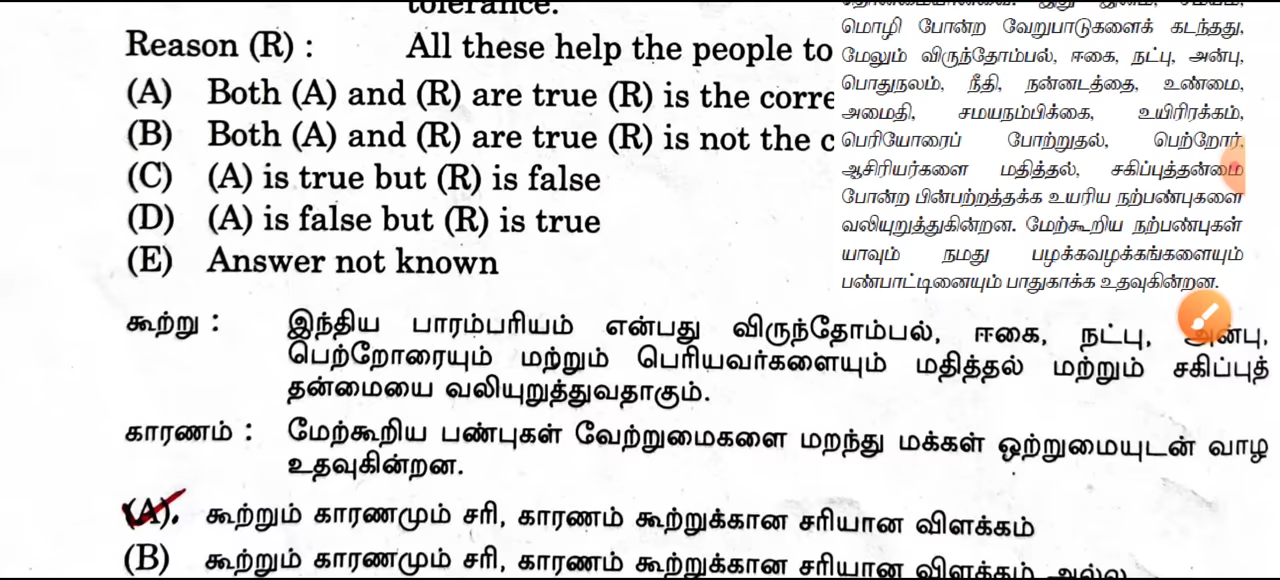 tolerance.
Reason (R) : All these help the people to
(A) Both (A) and (R) are true (R) is the corre
(B) Both (A) and (R) are true (R) is not the c
(C) (A) is true but (R) is false
(D) (A) is false but (R) is true
(E) Answer not known
மொழி போன்ற வேறுபாடுகளைக் கடந்தது,
மேலும் விருந்தோம்பல், ஈகை, நட்பு, அன்பு,
பொதுநலம், நீதி, நன்னடத்தை, உண்மை,
அமைதி, சமயநம்பிக்கை, உயிரிரக்கம்,
பெரியோரைப் போற்றுதல், பெற்றோர்,
ஆசிரியர்களை மதித்தல், சகிப்புத்தன்மை
போன்ற பின்பற்றத்தக்க உயரிய நற்பண்புகளை
வலியுறுத்துகின்றன. மேற்கூறிய நற்பண்புகள்
யாவும் நமது பழக்கவழக்கங்களையும்
பண்பாட்டினையும் பாதுகாக்க உதவுகின்றன.
கூற்று : இந்திய பாரம்பரியம் என்பது விருந்தோம்பல், ஈகை, நட்பு, அன்பு,
பெற்றோரையும் மற்றும் பெரியவர்களையும் மதித்தல் மற்றும் சகிப்புத்
தன்மையை வலியுறுத்துவதாகும்.
காரணம் : மேற்கூறிய பண்புகள் வேற்றுமைகளை மறந்து மக்கள் ஒற்றுமையுடன் வாழ
உதவுகின்றன.
(A). கூற்றும் காரணமும் சரி, காரணம் கூற்றுக்கான சரியான விளக்கம்
(B) கூற்றும் காரணமும் சரி, காரணம் கூற்றுக்கான சரியான விளக்கம் அல்ல